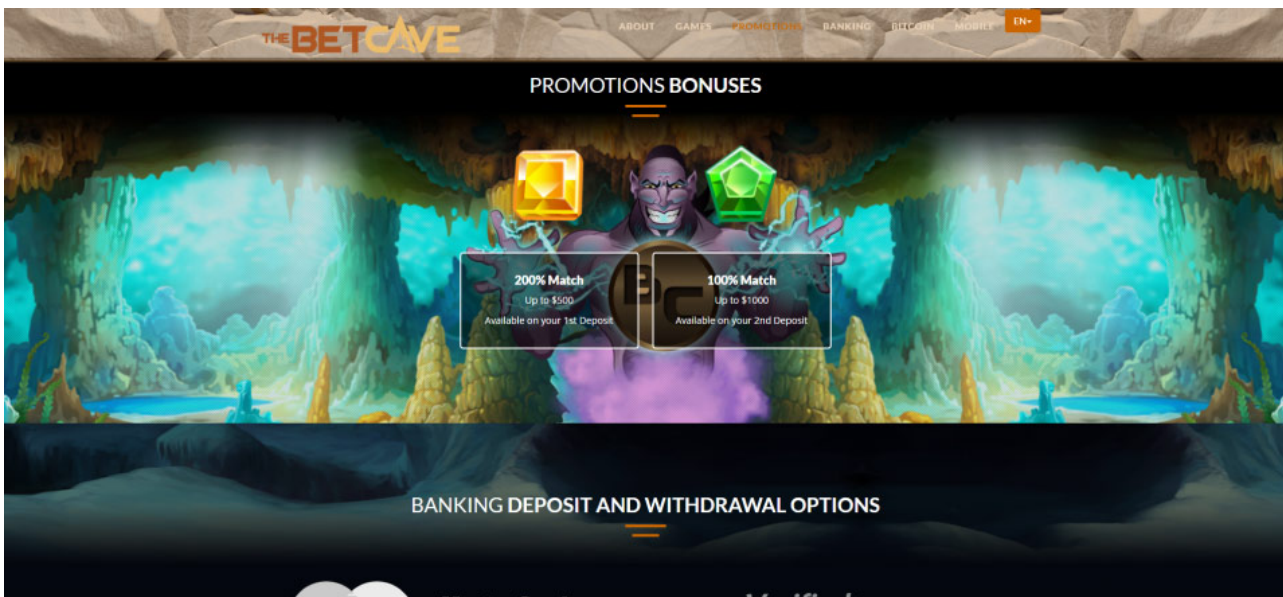 THE BETCAVE
ABOUT GAMES PROMOTIONS BANKING BITCOIN MOBILE EN
PROMOTIONS BONUSES
BC
200% Match
Up to $500
Available on your 1st Deposit
100% Match
Up to $1000
Available on your 2nd Deposit
BANKING DEPOSIT AND WITHDRAWAL OPTIONS